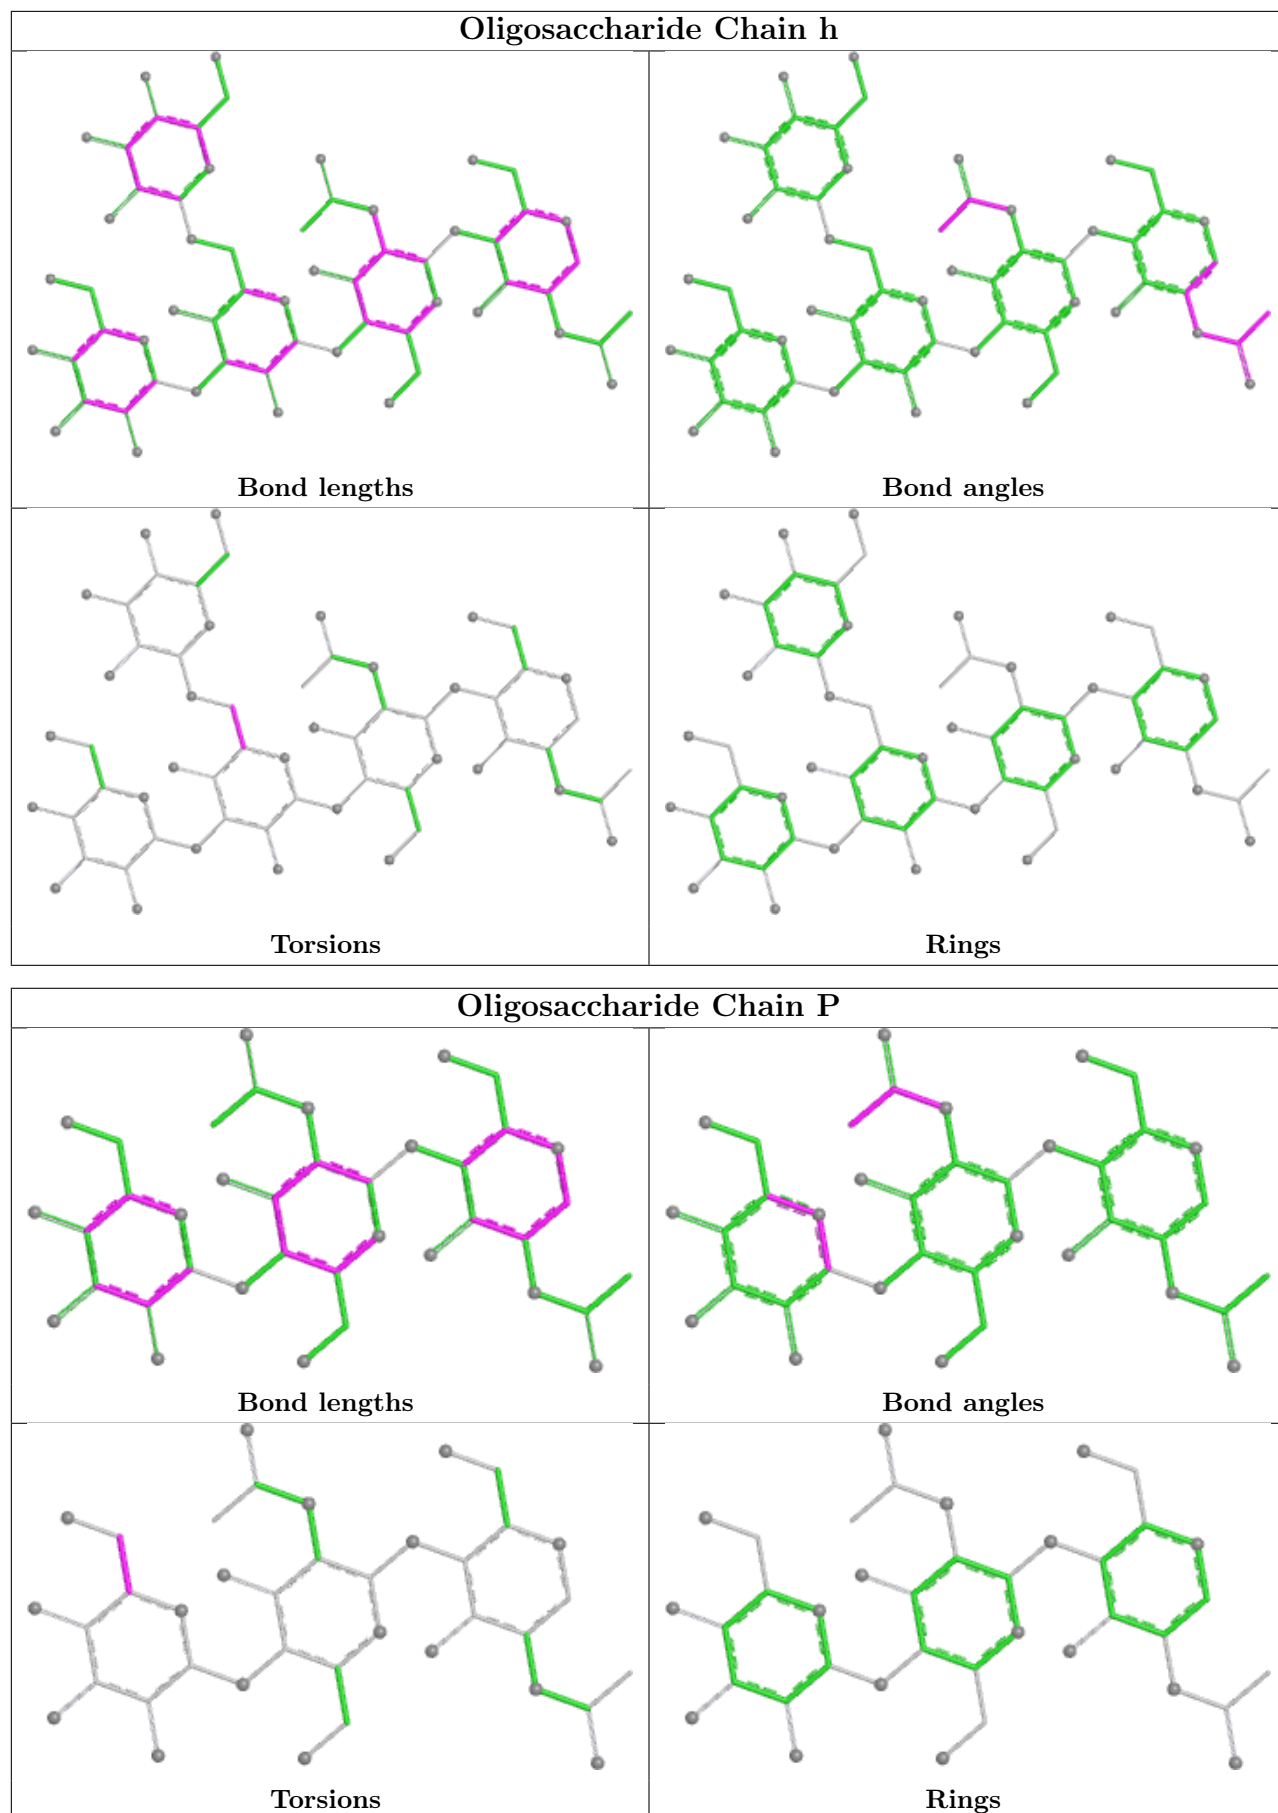 Oligosaccharide Chain h
Bond lengths
Bond angles
Torsions
Rings
Oligosaccharide Chain P
Bond lengths
Bond angles
Torsions
Rings